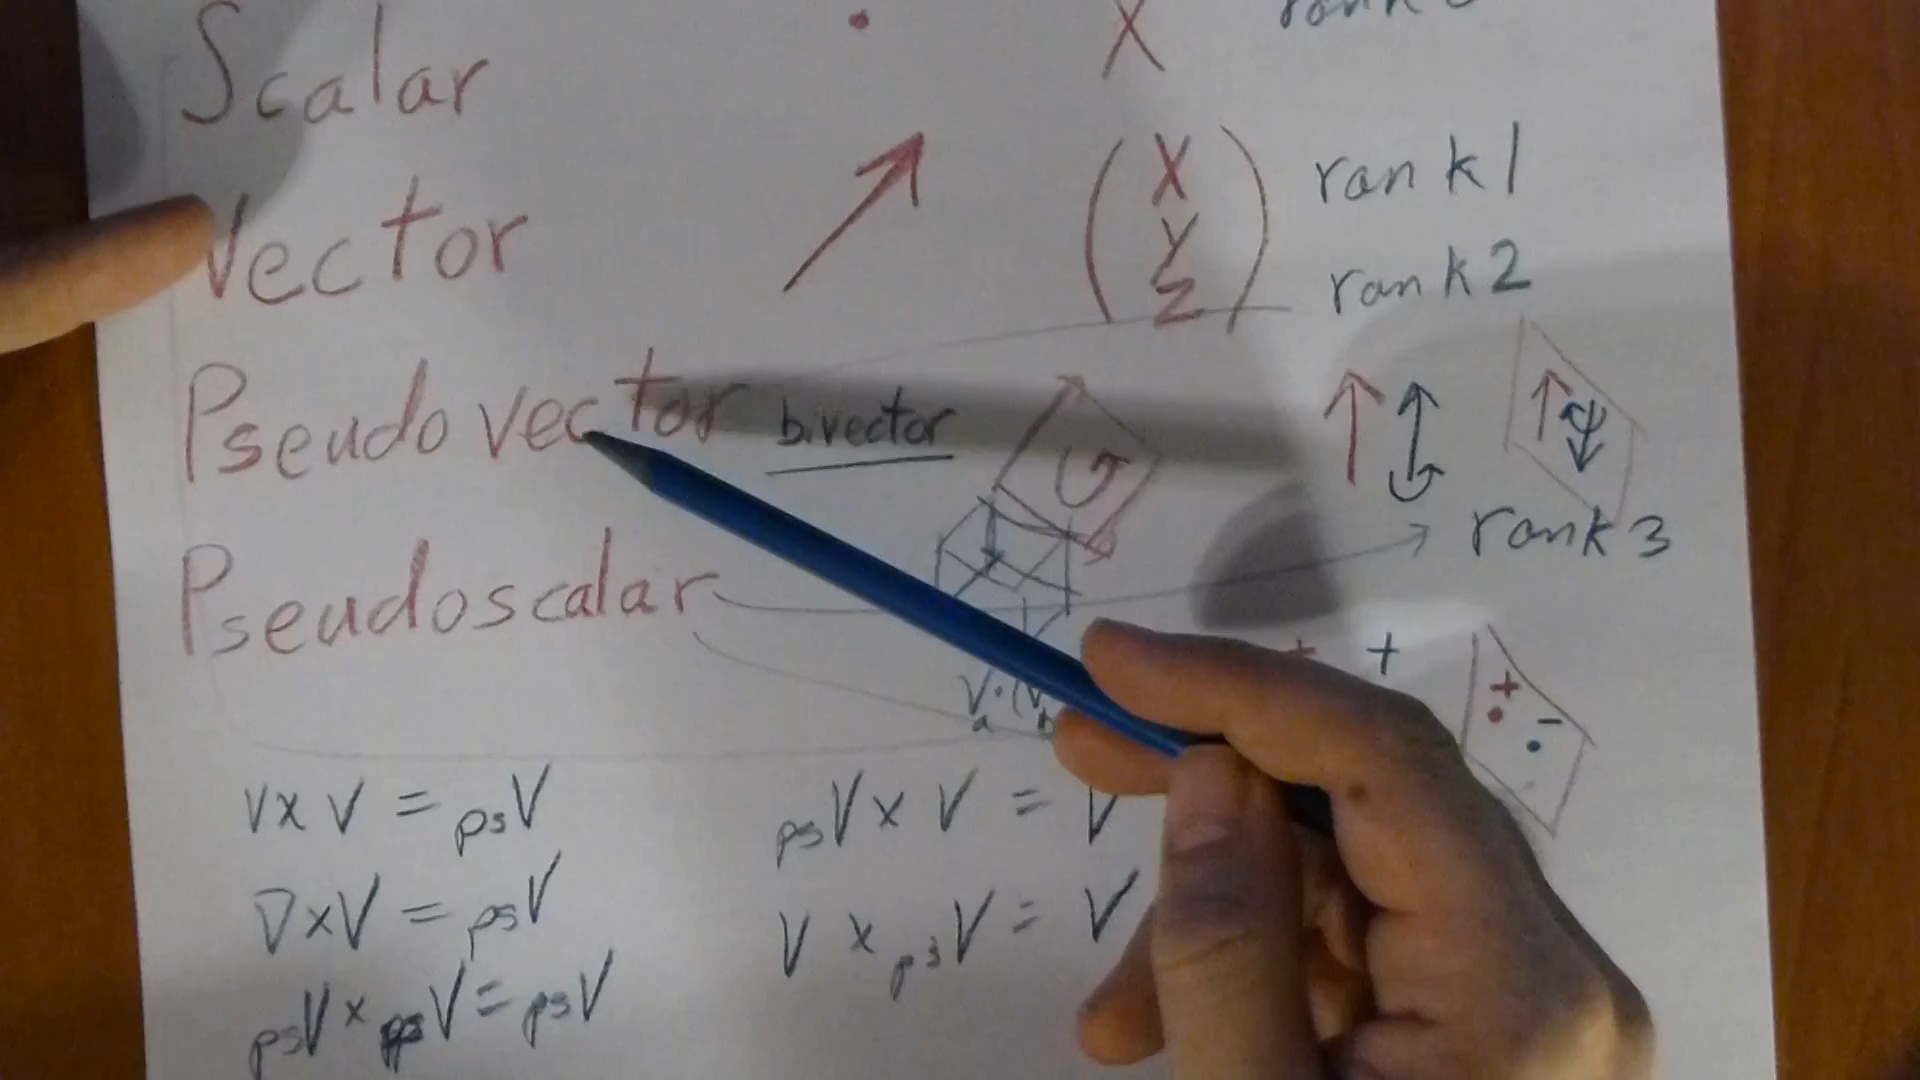 Scalar • X
Vector (X Y Z) rank 1
rank 2
Pseudovector bivector
Pseudoscalar rank 3
+ +
+ -
V · (V
a b
V x V = psV psV x V = V
∇ x V = psV V x psV = V
psV x psV = psV